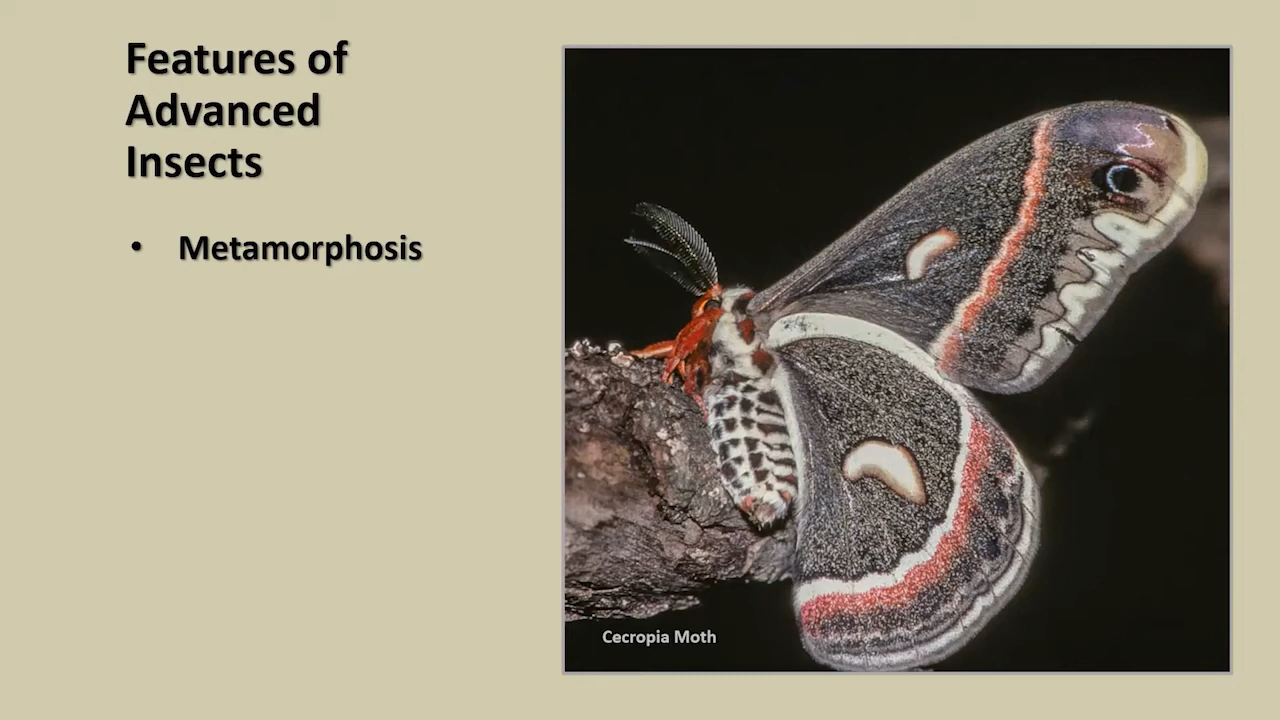 Features of
Advanced
Insects
• Metamorphosis
Cecropia Moth